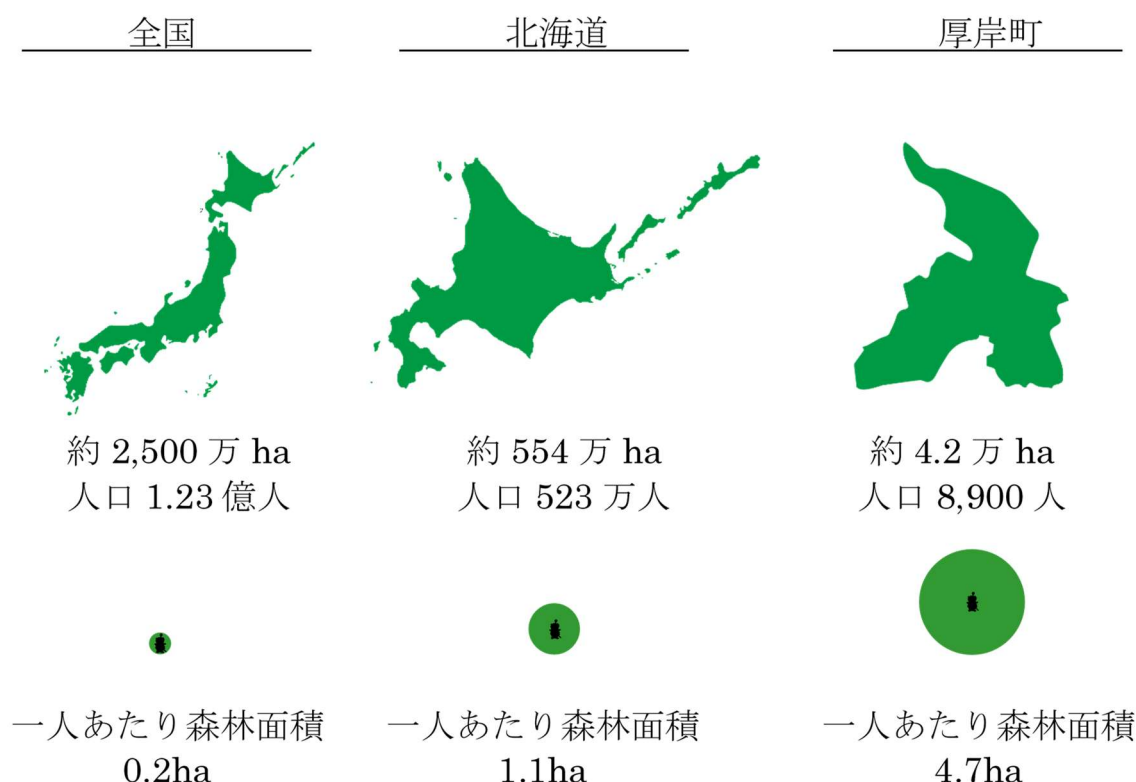 全国
約 2,500 万 ha
人口 1.23 億人
一人あたり森林面積
0.2ha
北海道
約 554 万 ha
人口 523 万人
一人あたり森林面積
1.1ha
厚岸町
約 4.2 万 ha
人口 8,900 人
一人あたり森林面積
4.7ha